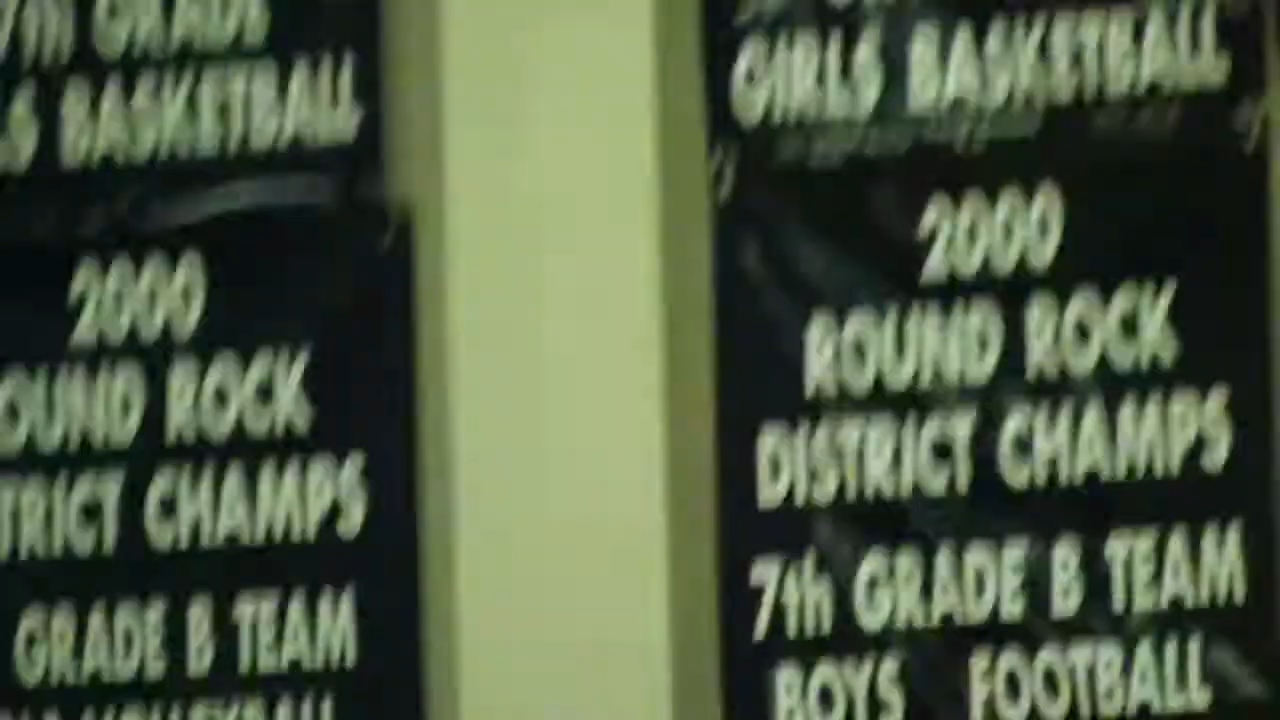 7th GRADE
BASKETBALL
2000
OUND ROCK
TRICT CHAMPS
GRADE B TEAM
VOLLEYBALL
GIRLS BASKETBALL
2000
ROUND ROCK
DISTRICT CHAMPS
7th GRADE B TEAM
BOYS FOOTBALL